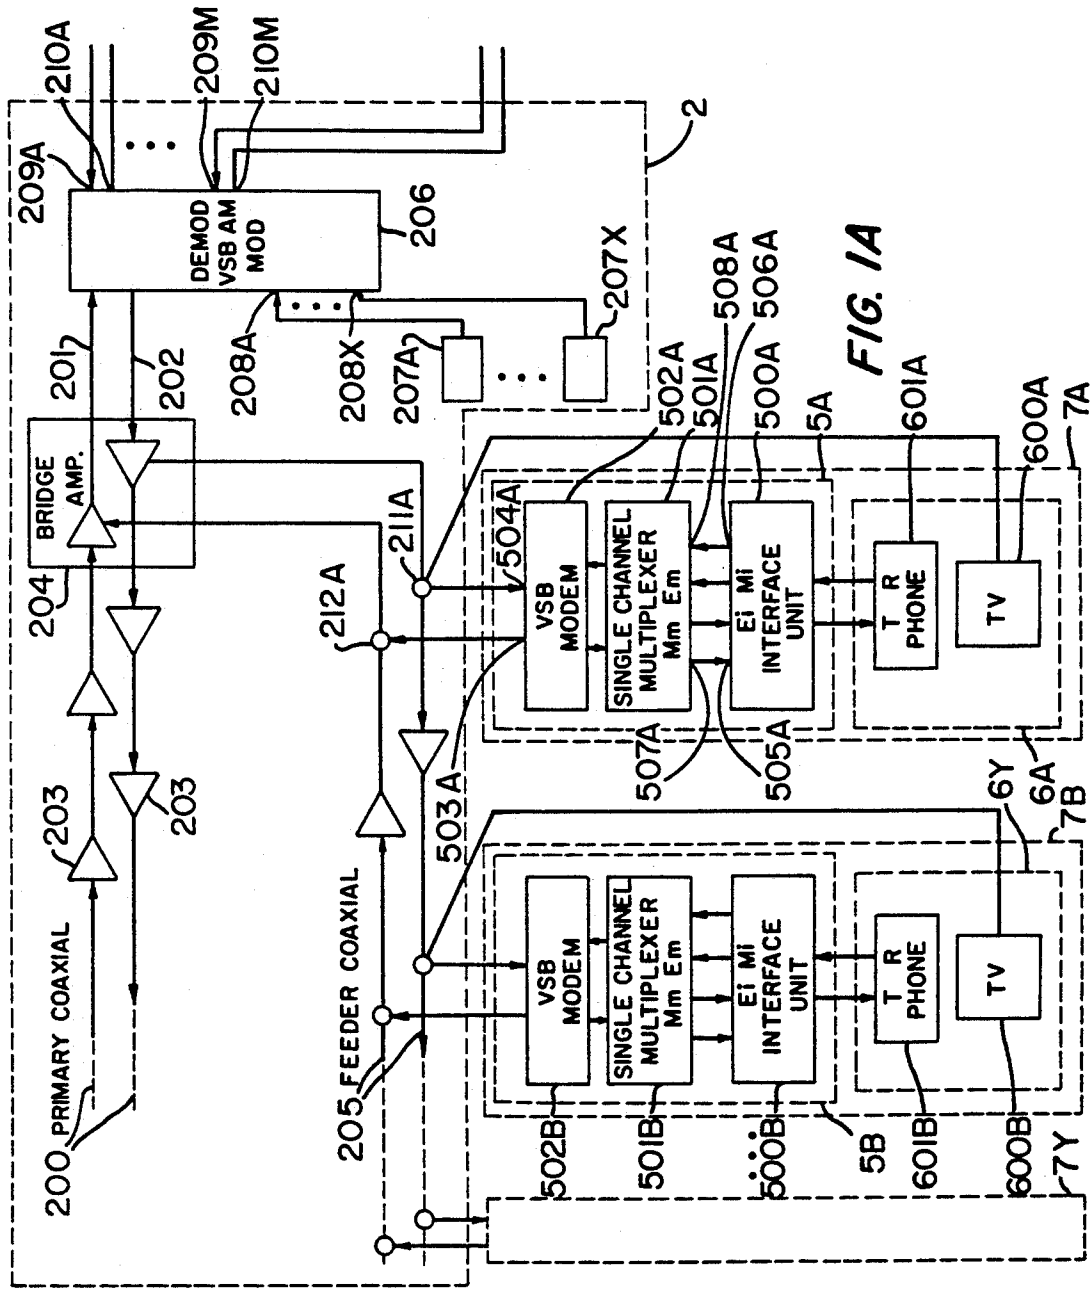 200 PRIMARY COAXIAL
203
203
204
BRIDGE
AMP.
201
202
209A
210A
209M
210M
DEMOD
VSB AM
MOD
206
208A
208X
207A
207X
2
205 FEEDER COAXIAL
212A
211A
503A
504A
VSB
MODEM
502A
SINGLE CHANNEL
MULTIPLEXER
Mm Em
501A
508A
506A
507A
505A
Ei Mi
INTERFACE
UNIT
500A
5A
T R
PHONE
601A
TV
600A
6A
7A
VSB
MODEM
502B
SINGLE CHANNEL
MULTIPLEXER
Mm Em
501B
Ei Mi
INTERFACE
UNIT
500B
5B
T R
PHONE
601B
TV
600B
6Y
7B
7Y
FIG. 1A